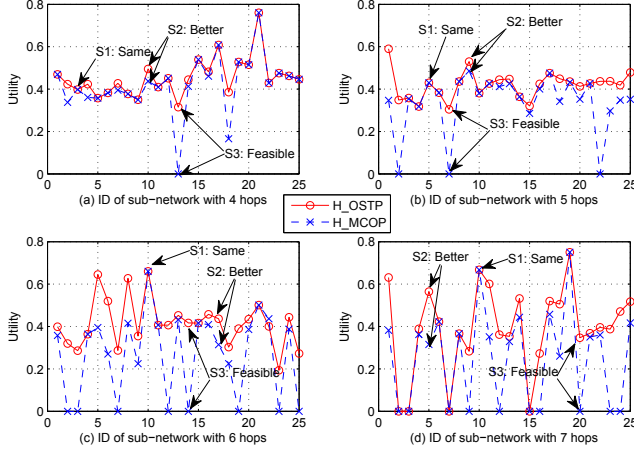 0.8
0.6
0.4
0.2
0
Utility
S1: Same
S2: Better
S3: Feasible
0 5 10 15 20 25
(a) ID of sub-network with 4 hops
0.8
0.6
0.4
0.2
0
Utility
S1: Same
S2: Better
S3: Feasible
0 5 10 15 20 25
(b) ID of sub-network with 5 hops
H_OSTP
H_MCOP
0.8
0.6
0.4
0.2
0
Utility
S1: Same
S2: Better
S3: Feasible
0 5 10 15 20 25
(c) ID of sub-network with 6 hops
0.8
0.6
0.4
0.2
0
Utility
S2: Better
S1: Same
S3: Feasible
0 5 10 15 20 25
(d) ID of sub-network with 7 hops